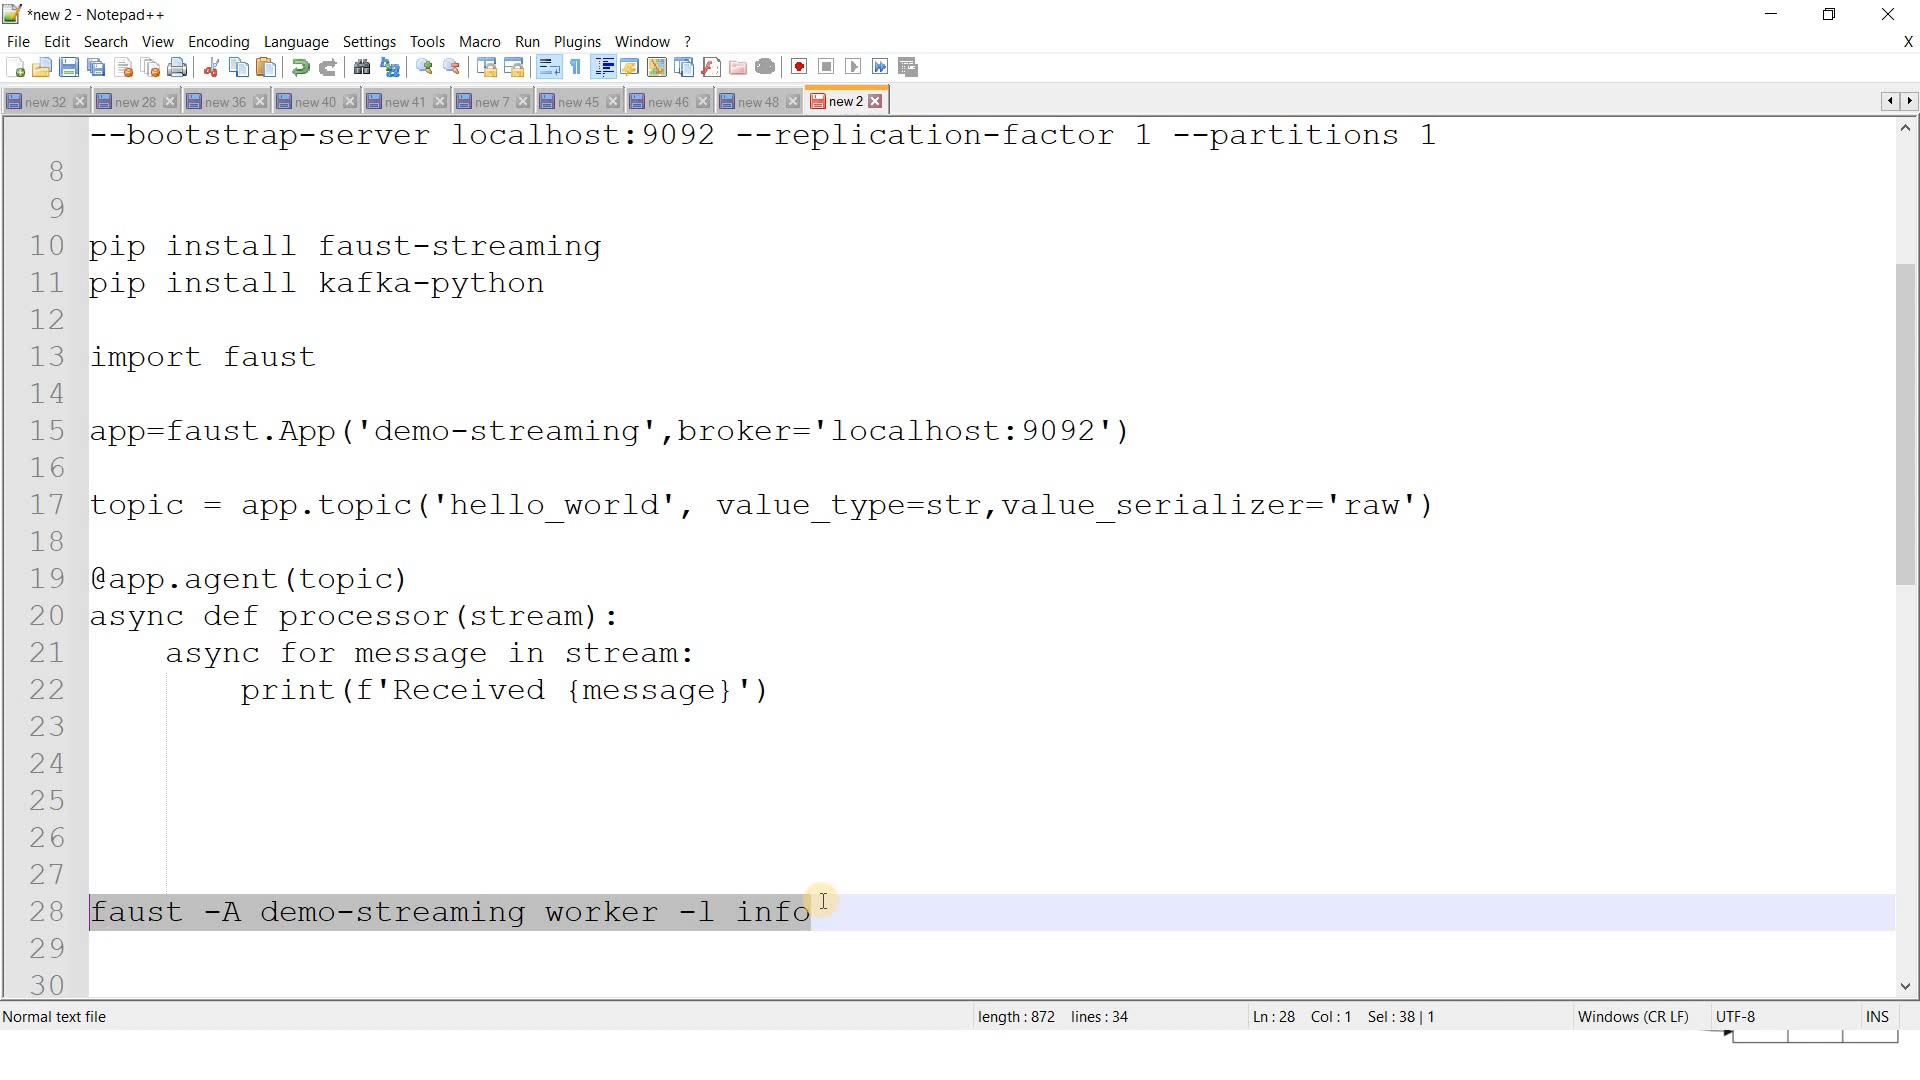 *new 2 - Notepad++
File Edit Search View Encoding Language Settings Tools Macro Run Plugins Window ? X
new 32 new 28 new 36 new 40 new 41 new 7 new 45 new 46 new 48 new 2
--bootstrap-server localhost:9092 --replication-factor 1 --partitions 1
8
9
10 pip install faust-streaming
11 pip install kafka-python
12
13 import faust
14
15 app=faust.App('demo-streaming',broker='localhost:9092')
16
17 topic = app.topic('hello_world', value_type=str,value_serializer='raw')
18
19 @app.agent(topic)
20 async def processor(stream):
21 async for message in stream:
22 print(f'Received {message}')
23
24
25
26
27
28 faust -A demo-streaming worker -l info
29
30
Normal text file length : 872 lines : 34 Ln : 28 Col : 1 Sel : 38 | 1 Windows (CR LF) UTF-8 INS